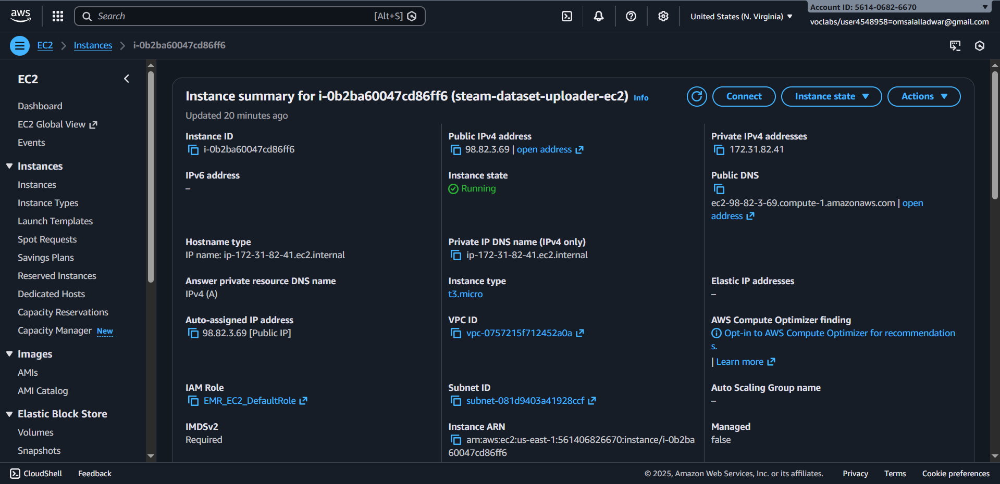 aws
Search
[Alt+S]
United States (N. Virginia)
Account ID: 5614-0682-6670
voclabs/user4548958=omsaialladwar@gmail.com
EC2
Instances
i-0b2ba60047cd86ff6
EC2
Dashboard
EC2 Global View
Events
Instances
Instances
Instance Types
Launch Templates
Spot Requests
Savings Plans
Reserved Instances
Dedicated Hosts
Capacity Reservations
Capacity Manager New
Images
AMIs
AMI Catalog
Elastic Block Store
Volumes
Snapshots
Instance summary for i-0b2ba60047cd86ff6 (steam-dataset-uploader-ec2) Info
Updated 20 minutes ago
Connect
Instance state
Actions
Instance ID
i-0b2ba60047cd86ff6
Public IPv4 address
98.82.3.69 | open address
Private IPv4 addresses
172.31.82.41
IPv6 address
–
Instance state
Running
Public DNS
ec2-98-82-3-69.compute-1.amazonaws.com | open
address
Hostname type
IP name: ip-172-31-82-41.ec2.internal
Private IP DNS name (IPv4 only)
ip-172-31-82-41.ec2.internal
Answer private resource DNS name
IPv4 (A)
Instance type
t3.micro
Elastic IP addresses
–
Auto-assigned IP address
98.82.3.69 [Public IP]
VPC ID
vpc-0757215f712452a0a
AWS Compute Optimizer finding
Opt-in to AWS Compute Optimizer for recommendation
s.
| Learn more
IAM Role
EMR_EC2_DefaultRole
Subnet ID
subnet-081d9403a41928ccf
Auto Scaling Group name
–
IMDSv2
Required
Instance ARN
arn:aws:ec2:us-east-1:561406826670:instance/i-0b2ba
60047cd86ff6
Managed
false
CloudShell
Feedback
© 2025, Amazon Web Services, Inc. or its affiliates.
Privacy
Terms
Cookie preferences